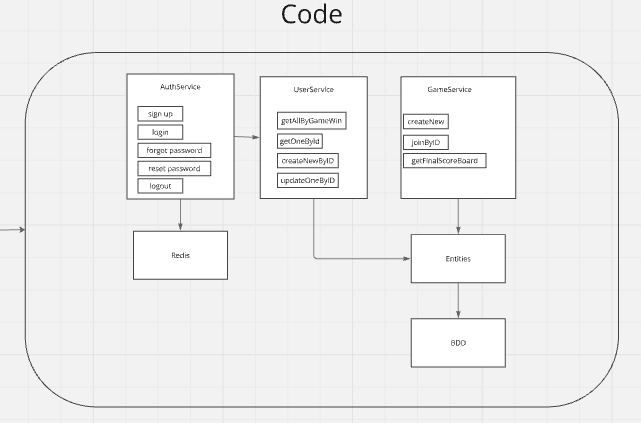 Code
AuthService
sign up
login
forgot password
reset password
logout
UserService
getAllByGameWin
getOneById
createNewByID
updateOneByID
GameService
createNew
joinByID
getFinalScoreBoard
Redis
Entities
BDD